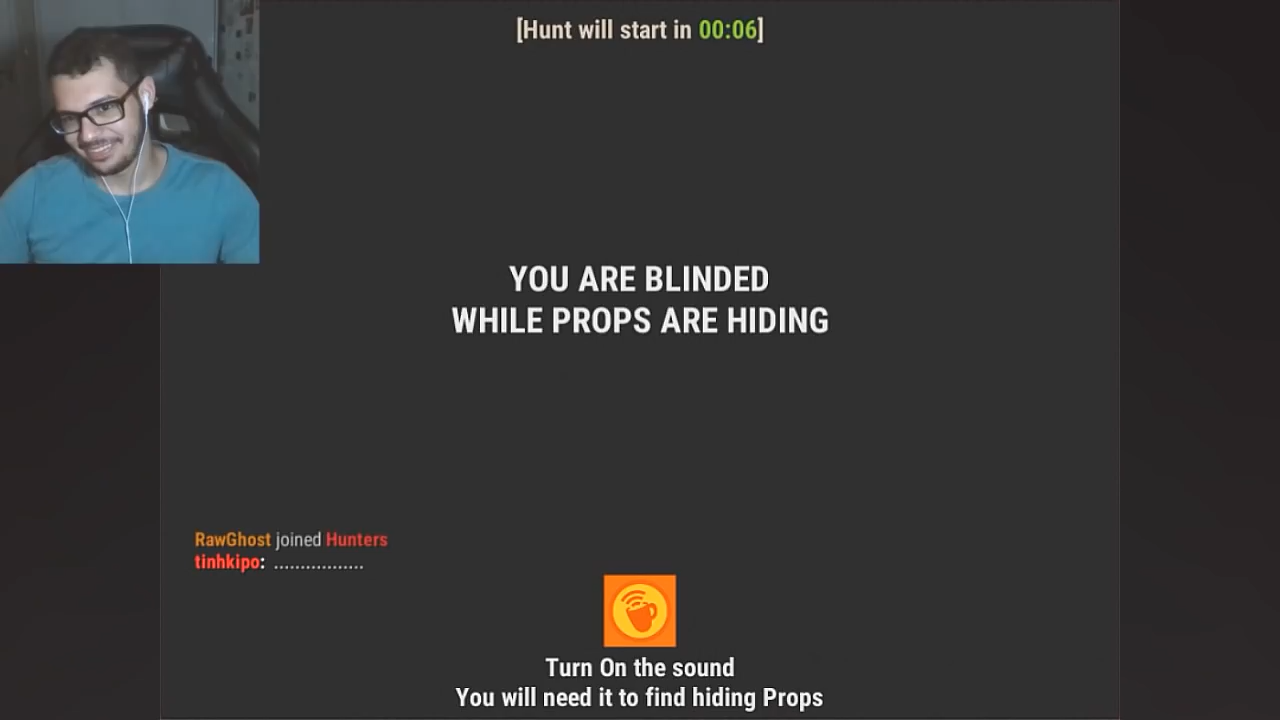 [Hunt will start in 00:06]
YOU ARE BLINDED
WHILE PROPS ARE HIDING
RawGhost joined Hunters
tinhkipo: .................
Turn On the sound
You will need it to find hiding Props